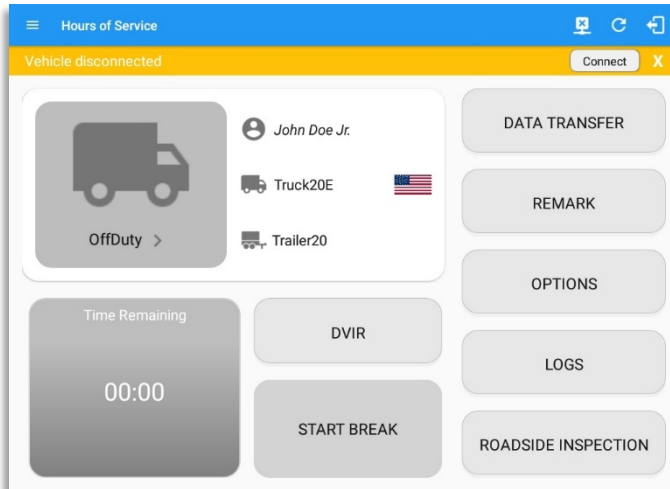 Hours of Service
Vehicle disconnected
Connect
X
John Doe Jr.
Truck20E
OffDuty >
Trailer20
DATA TRANSFER
REMARK
OPTIONS
Time Remaining
00:00
DVIR
START BREAK
LOGS
ROADSIDE INSPECTION